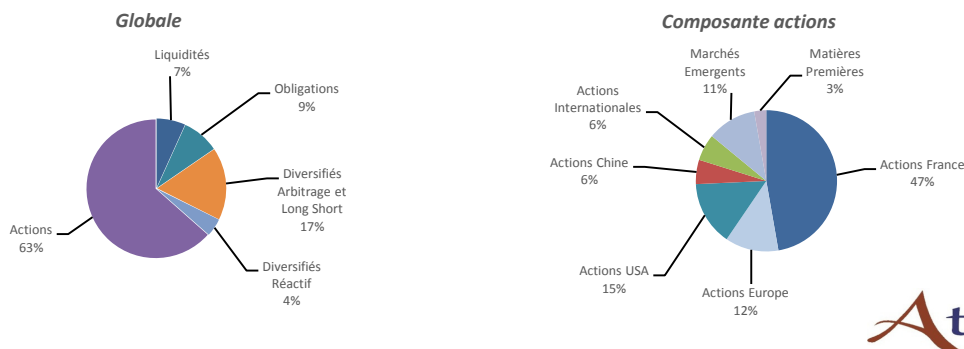 Globale
Liquidités
7%
Obligations
9%
Diversifiés
Arbitrage et
Long Short
17%
Diversifiés
Réactif
4%
Actions
63%
Composante actions
Marchés
Emergents
11%
Matières
Premières
3%
Actions
Internationales
6%
Actions Chine
6%
Actions France
47%
Actions USA
15%
Actions Europe
12%
At